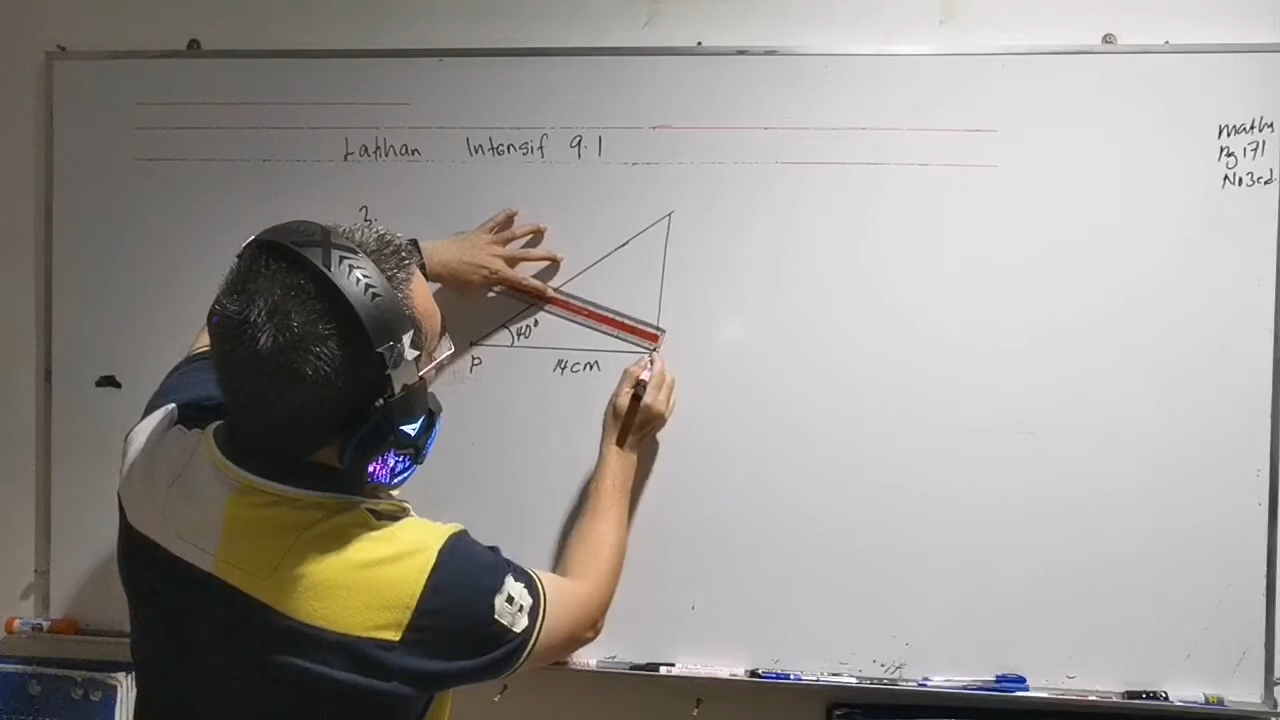 Latihan Intensif 9.1
maths
Pg 171
No3cd
3.
40°
P
14cm